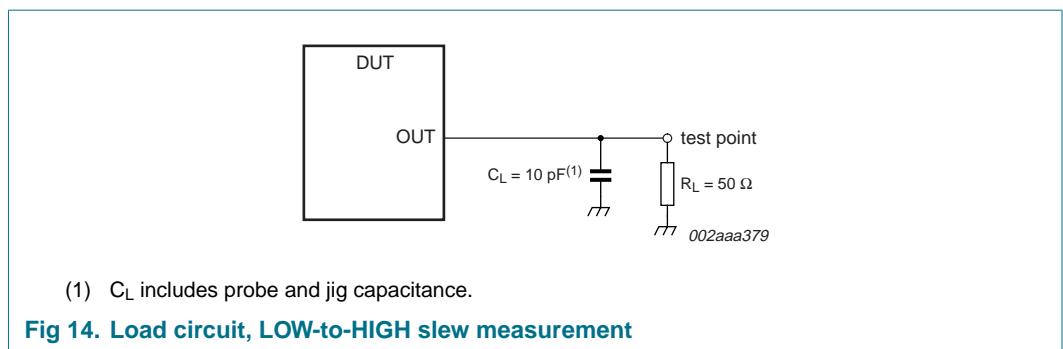 DUT
OUT
test point
C_L = 10 pF(1)
R_L = 50 Ω
002aaa379
(1) C_L includes probe and jig capacitance.
Fig 14. Load circuit, LOW-to-HIGH slew measurement